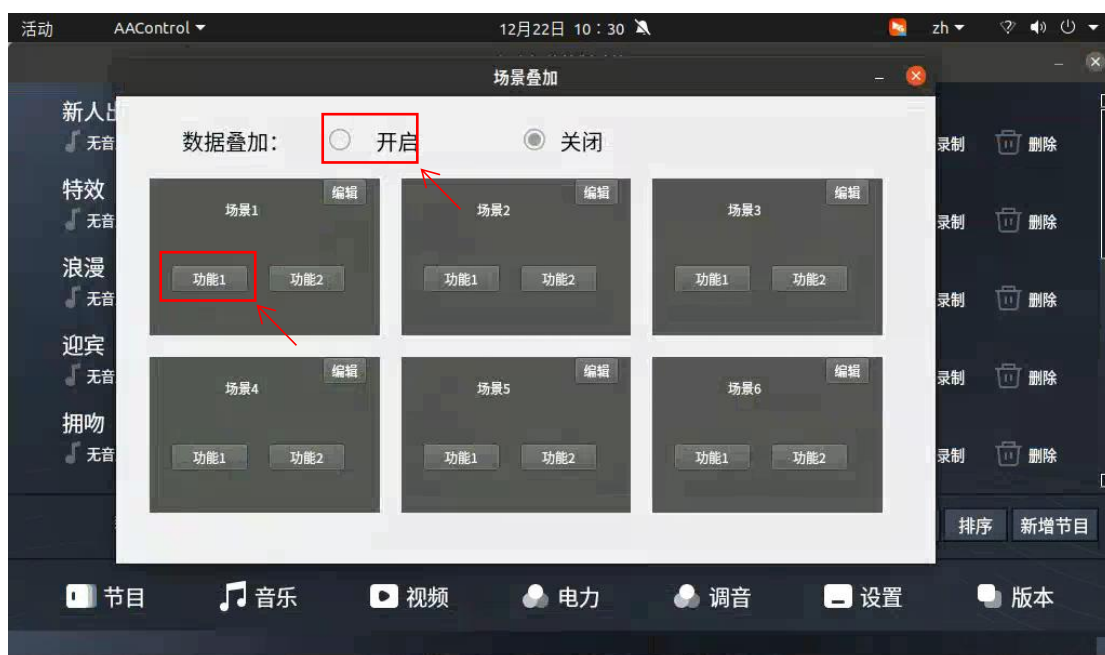 活动 AAControl 12月22日 10：30 zh
场景叠加
新人出
无音
数据叠加： 开启 关闭
录制 删除
特效
无音
场景1 编辑 场景2 编辑 场景3 编辑
录制 删除
浪漫
无音
功能1 功能2 功能1 功能2 功能1 功能2
录制 删除
迎宾
无音
场景4 编辑 场景5 编辑 场景6 编辑
录制 删除
拥吻
无音
功能1 功能2 功能1 功能2 功能1 功能2
录制 删除
排序 新增节目
节目 音乐 视频 电力 调音 设置 版本